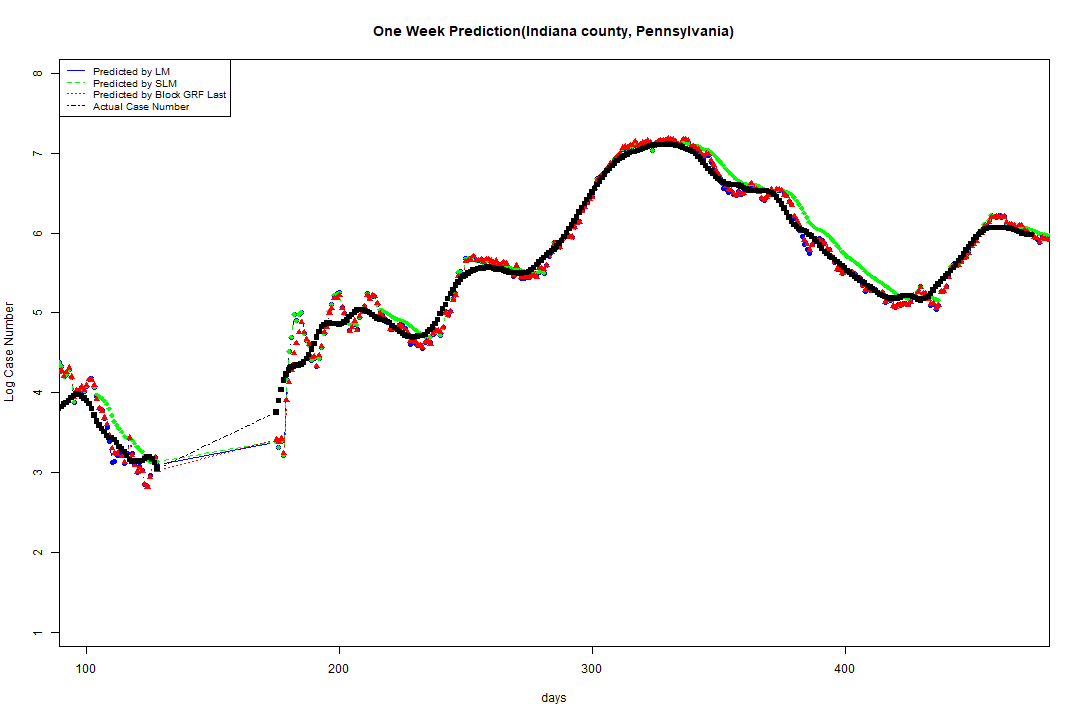 One Week Prediction(Indiana county, Pennsylvania)
Predicted by LM
Predicted by SLM
Predicted by Block GRF Last
Actual Case Number
8
7
6
5
4
3
2
1
Log Case Number
100 200 300 400
days